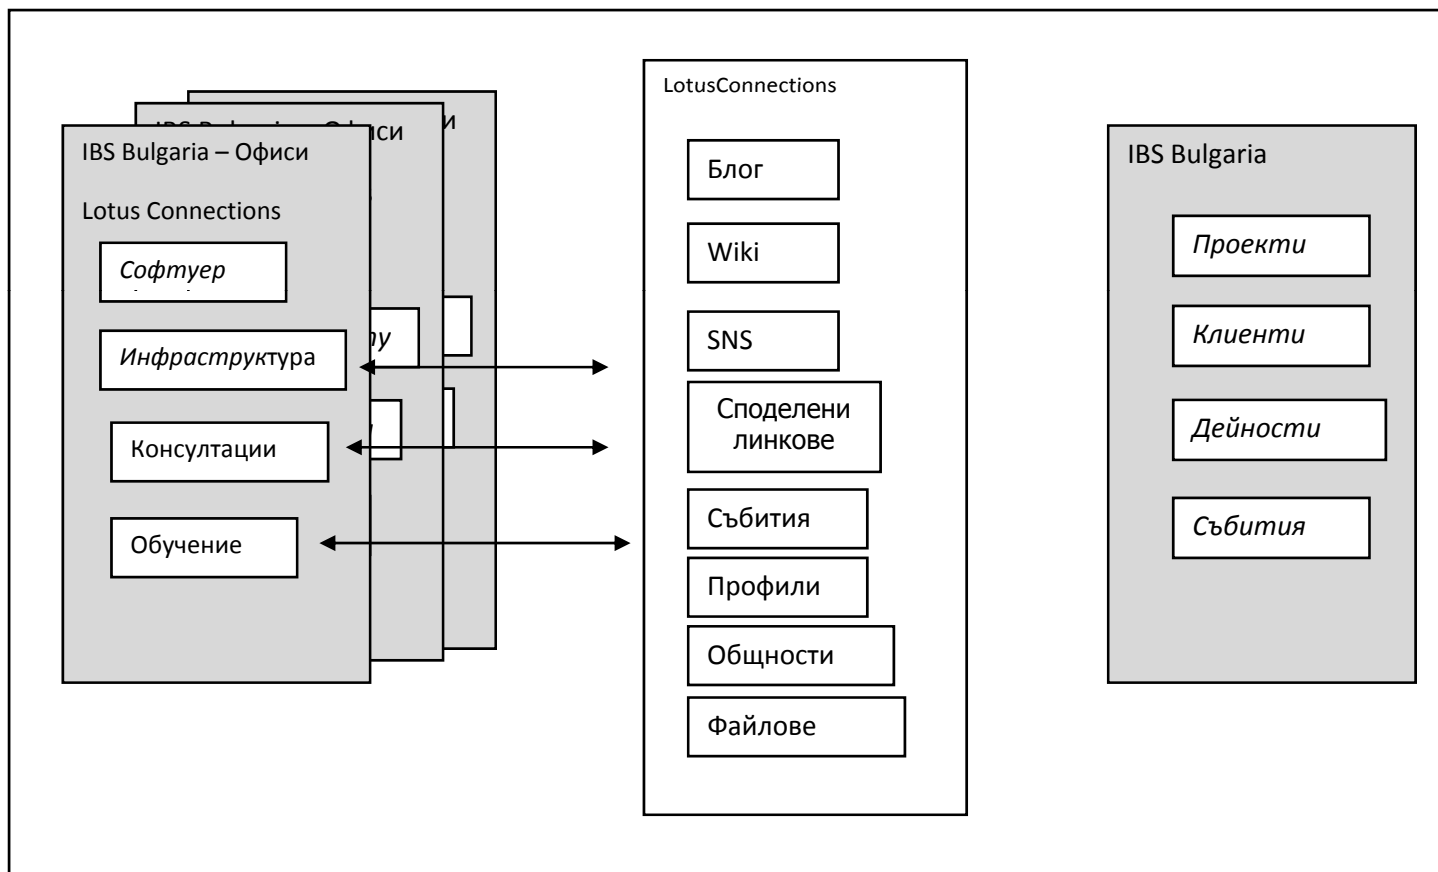 IBS Bulgaria – Офиси
Lotus Connections
Софтуер
Инфраструктура
Консултации
Обучение
LotusConnections
Блог
Wiki
SNS
Споделени
линкове
Събития
Профили
Общности
Файлове
IBS Bulgaria
Проекти
Клиенти
Дейности
Събития